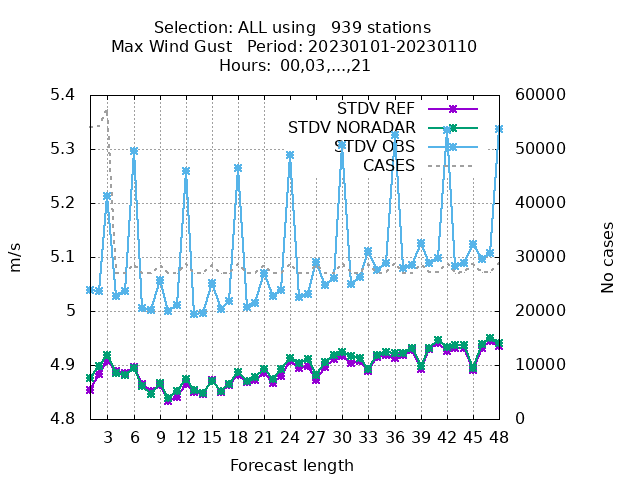 Selection: ALL using   939 stations
Max Wind Gust   Period: 20230101-20230110
Hours:  00,03,...,21
5.4
5.3
5.2
5.1
5
4.9
4.8
60000
50000
40000
30000
20000
10000
0
STDV REF
STDV NORADAR
STDV OBS
CASES
m/s
No cases
3 6 9 12 15 18 21 24 27 30 33 36 39 42 45 48
Forecast length